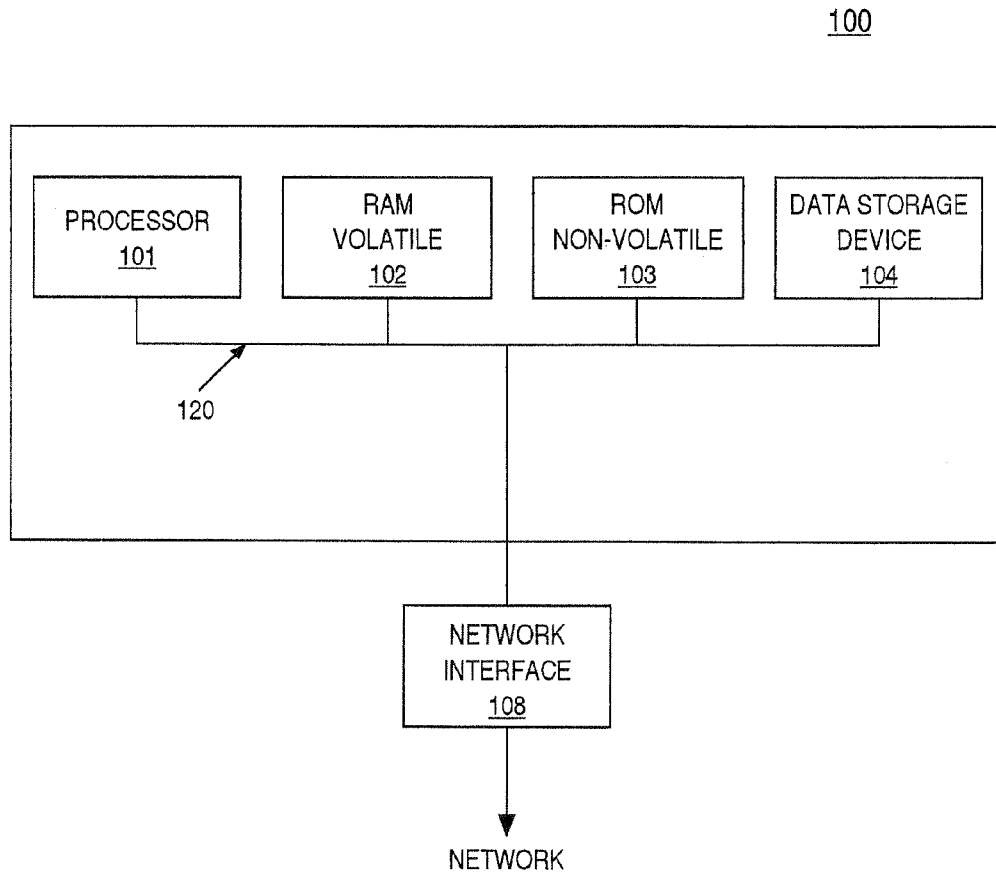 100
PROCESSOR
101
RAM
VOLATILE
102
ROM
NON-VOLATILE
103
DATA STORAGE
DEVICE
104
120
NETWORK
INTERFACE
108
NETWORK